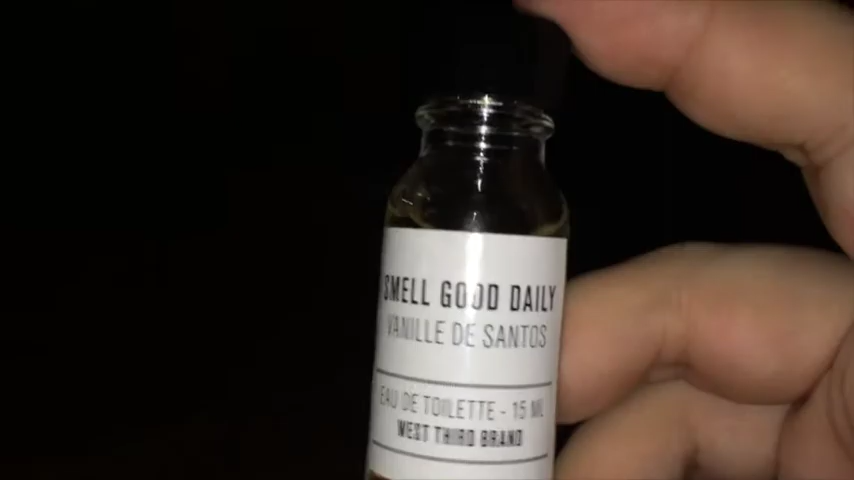 SMELL GOOD DAILY
VANILLE DE SANTOS
EAU DE TOILETTE - 15 ML
WEST THIRD BRAND